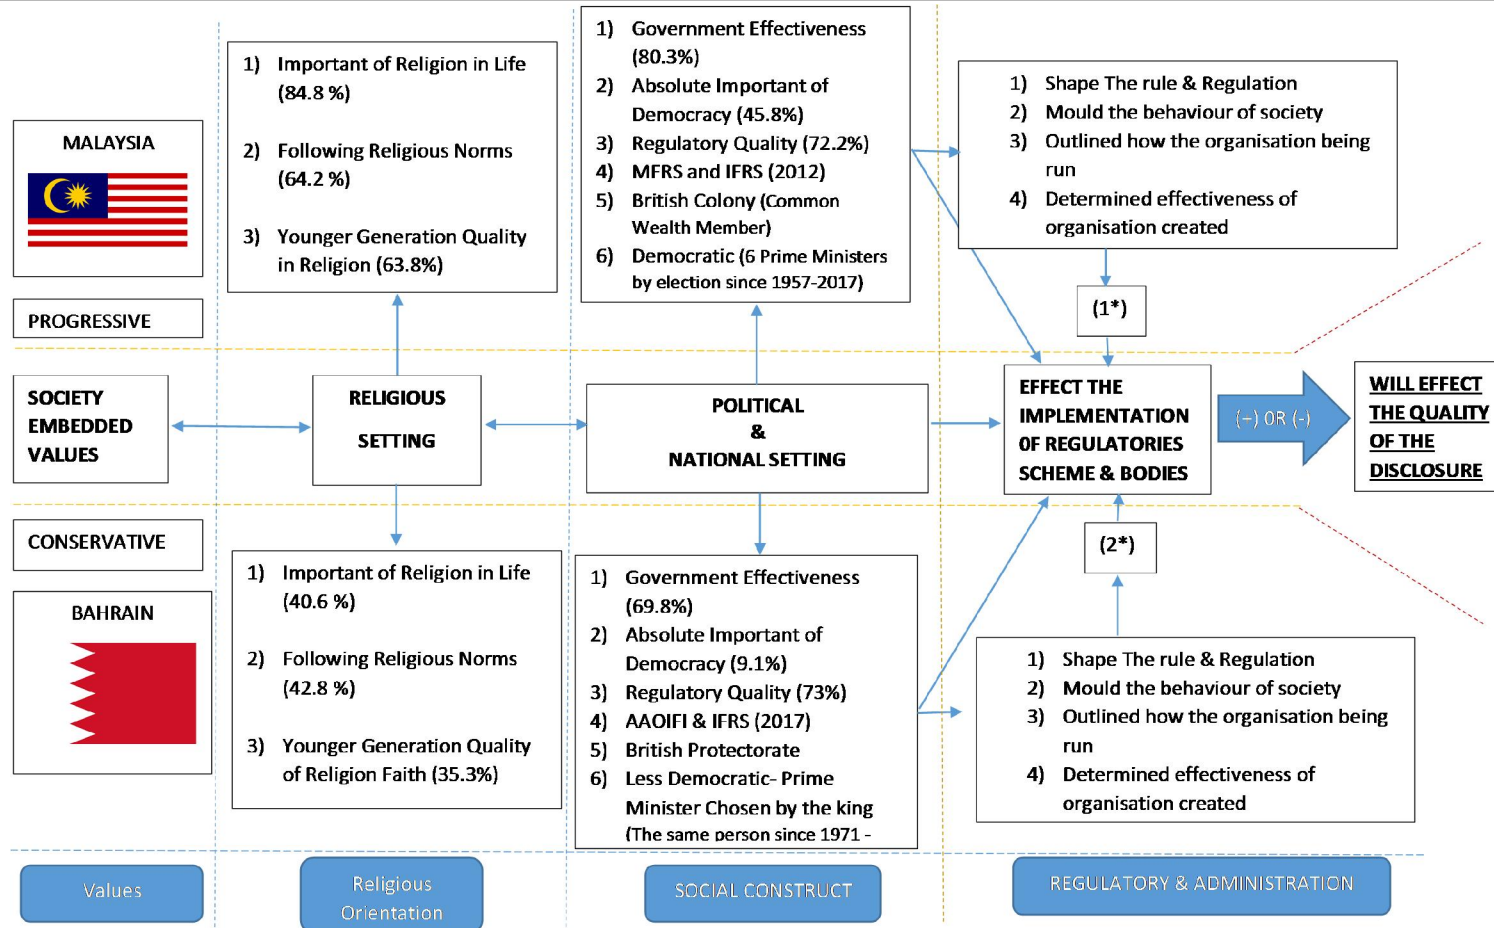 MALAYSIA
PROGRESSIVE
1) Important of Religion in Life
(84.8 %)
2) Following Religious Norms
(64.2 %)
3) Younger Generation Quality
in Religion (63.8%)
1) Government Effectiveness
(80.3%)
2) Absolute Important of
Democracy (45.8%)
3) Regulatory Quality (72.2%)
4) MFRS and IFRS (2012)
5) British Colony (Common
Wealth Member)
6) Democratic (6 Prime Ministers
by election since 1957-2017)
1) Shape The rule & Regulation
2) Mould the behaviour of society
3) Outlined how the organisation being
run
4) Determined effectiveness of
organisation created
(1*)
SOCIETY
EMBEDDED
VALUES
RELIGIOUS
SETTING
POLITICAL
&
NATIONAL SETTING
EFFECT THE
IMPLEMENTATION
0F REGULATORIES
SCHEME & BODIES
(+) 0R (-)
WILL EFFECT
THE QUALITY
OF THE
DISCLOSURE
CONSERVATIVE
BAHRAIN
1) Important of Religion in Life
(40.6 %)
2) Following Religious Norms
(42.8 %)
3) Younger Generation Quality
of Religion Faith (35.3%)
1) Government Effectiveness
(69.8%)
2) Absolute Important of
Democracy (9.1%)
3) Regulatory Quality (73%)
4) AAOIFI & IFRS (2017)
5) British Protectorate
6) Less Democratic- Prime
Minister Chosen by the king
(The same person since 1971 -
(2*)
1) Shape The rule & Regulation
2) Mould the behaviour of society
3) Outlined how the organisation being
run
4) Determined effectiveness of
organisation created
Values
Religious
Orientation
SOCIAL CONSTRUCT
REGULATORY & ADMINISTRATION